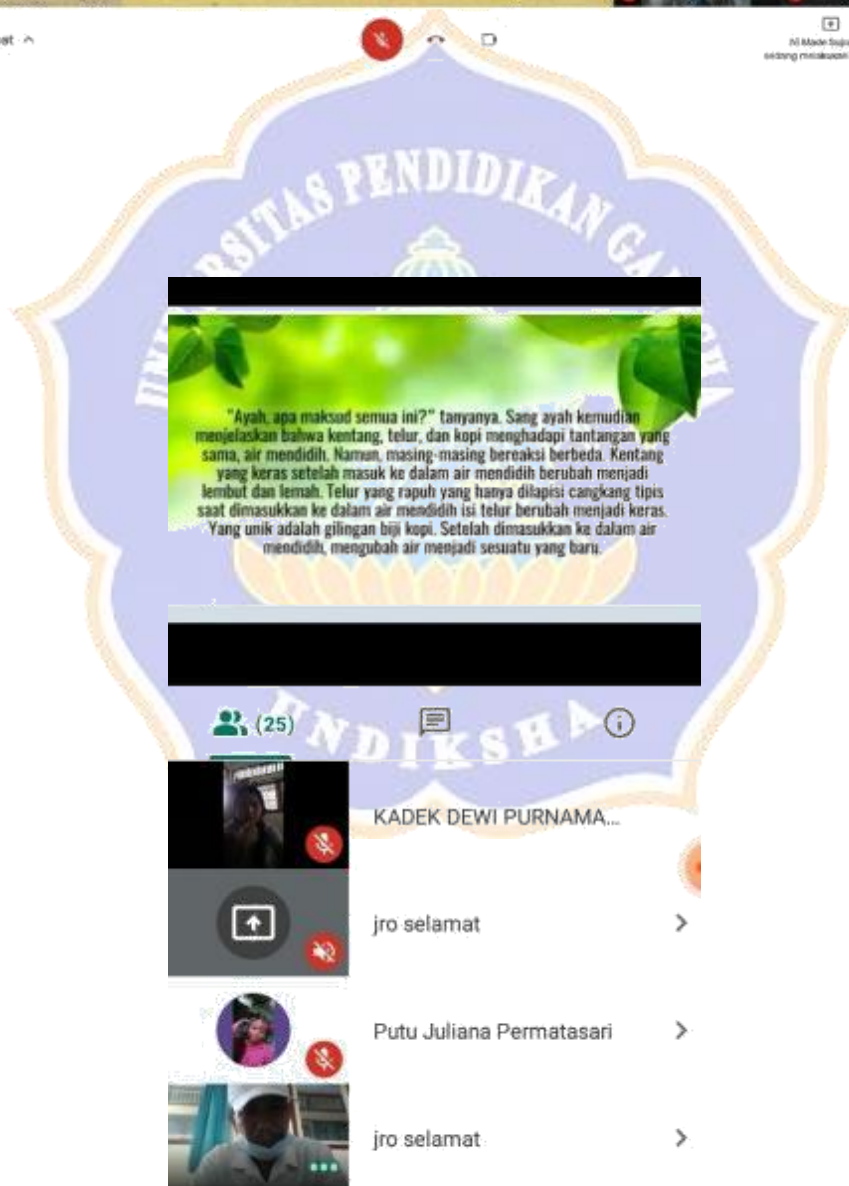 UNIVERSITAS PENDIDIKAN GANESHA
"Ayah, apa maksud semua ini?" tanyanya. Sang ayah kemudian
menjelaskan bahwa kentang, telur, dan kopi menghadapi tantangan yang
sama, air mendidih. Namun, masing-masing bereaksi berbeda. Kentang
yang keras setelah masuk ke dalam air mendidih berubah menjadi
lembut dan lemah. Telur yang rapuh yang hanya dilapisi cangkang tipis
saat dimasukkan ke dalam air mendidih isi telur berubah menjadi keras.
Yang unik adalah gilingan biji kopi. Setelah dimasukkan ke dalam air
mendidih, mengubah air menjadi sesuatu yang baru.
(25)
UNDIKSHA
KADEK DEWI PURNAMA...
jro selamat
Putu Juliana Permatasari
jro selamat